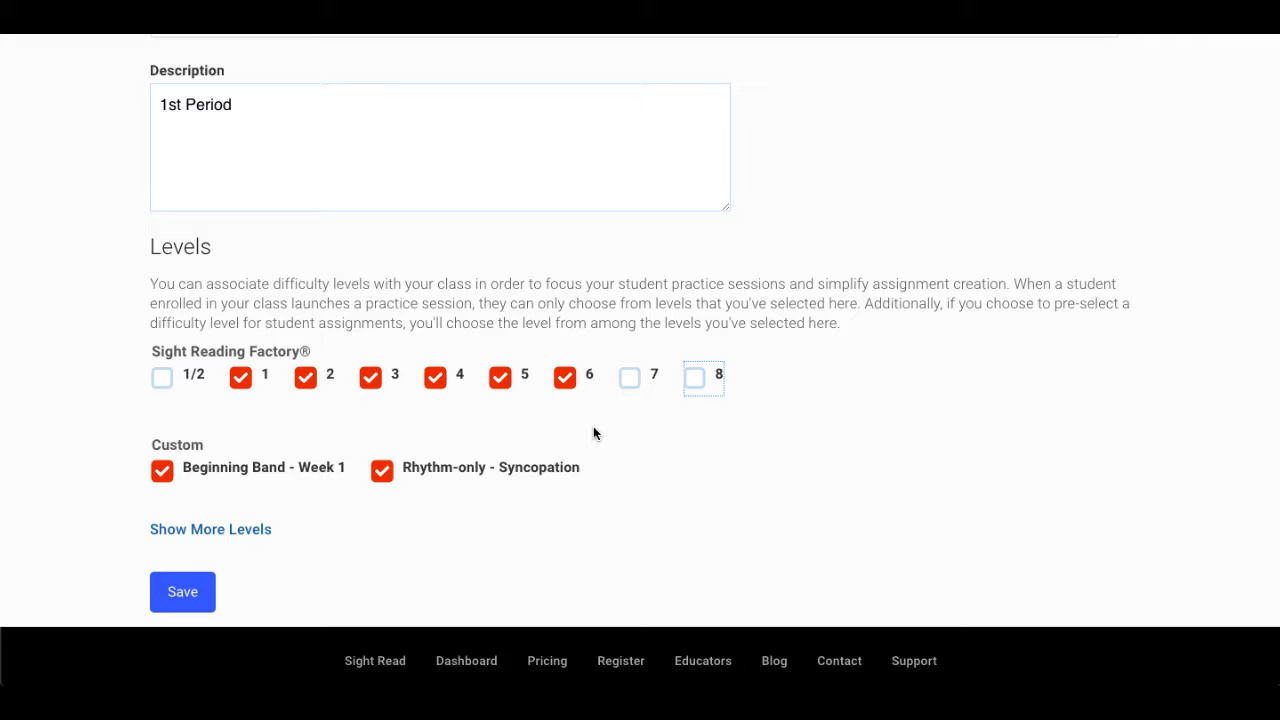 Description
1st Period
Levels
You can associate difficulty levels with your class in order to focus your student practice sessions and simplify assignment creation. When a student
enrolled in your class launches a practice session, they can only choose from levels that you've selected here. Additionally, if you choose to pre-select a
difficulty level for student assignments, you'll choose the level from among the levels you've selected here.
Sight Reading Factory®
1/2 1 2 3 4 5 6 7 8
Custom
Beginning Band - Week 1 Rhythm-only - Syncopation
Show More Levels
Save
Sight Read Dashboard Pricing Register Educators Blog Contact Support